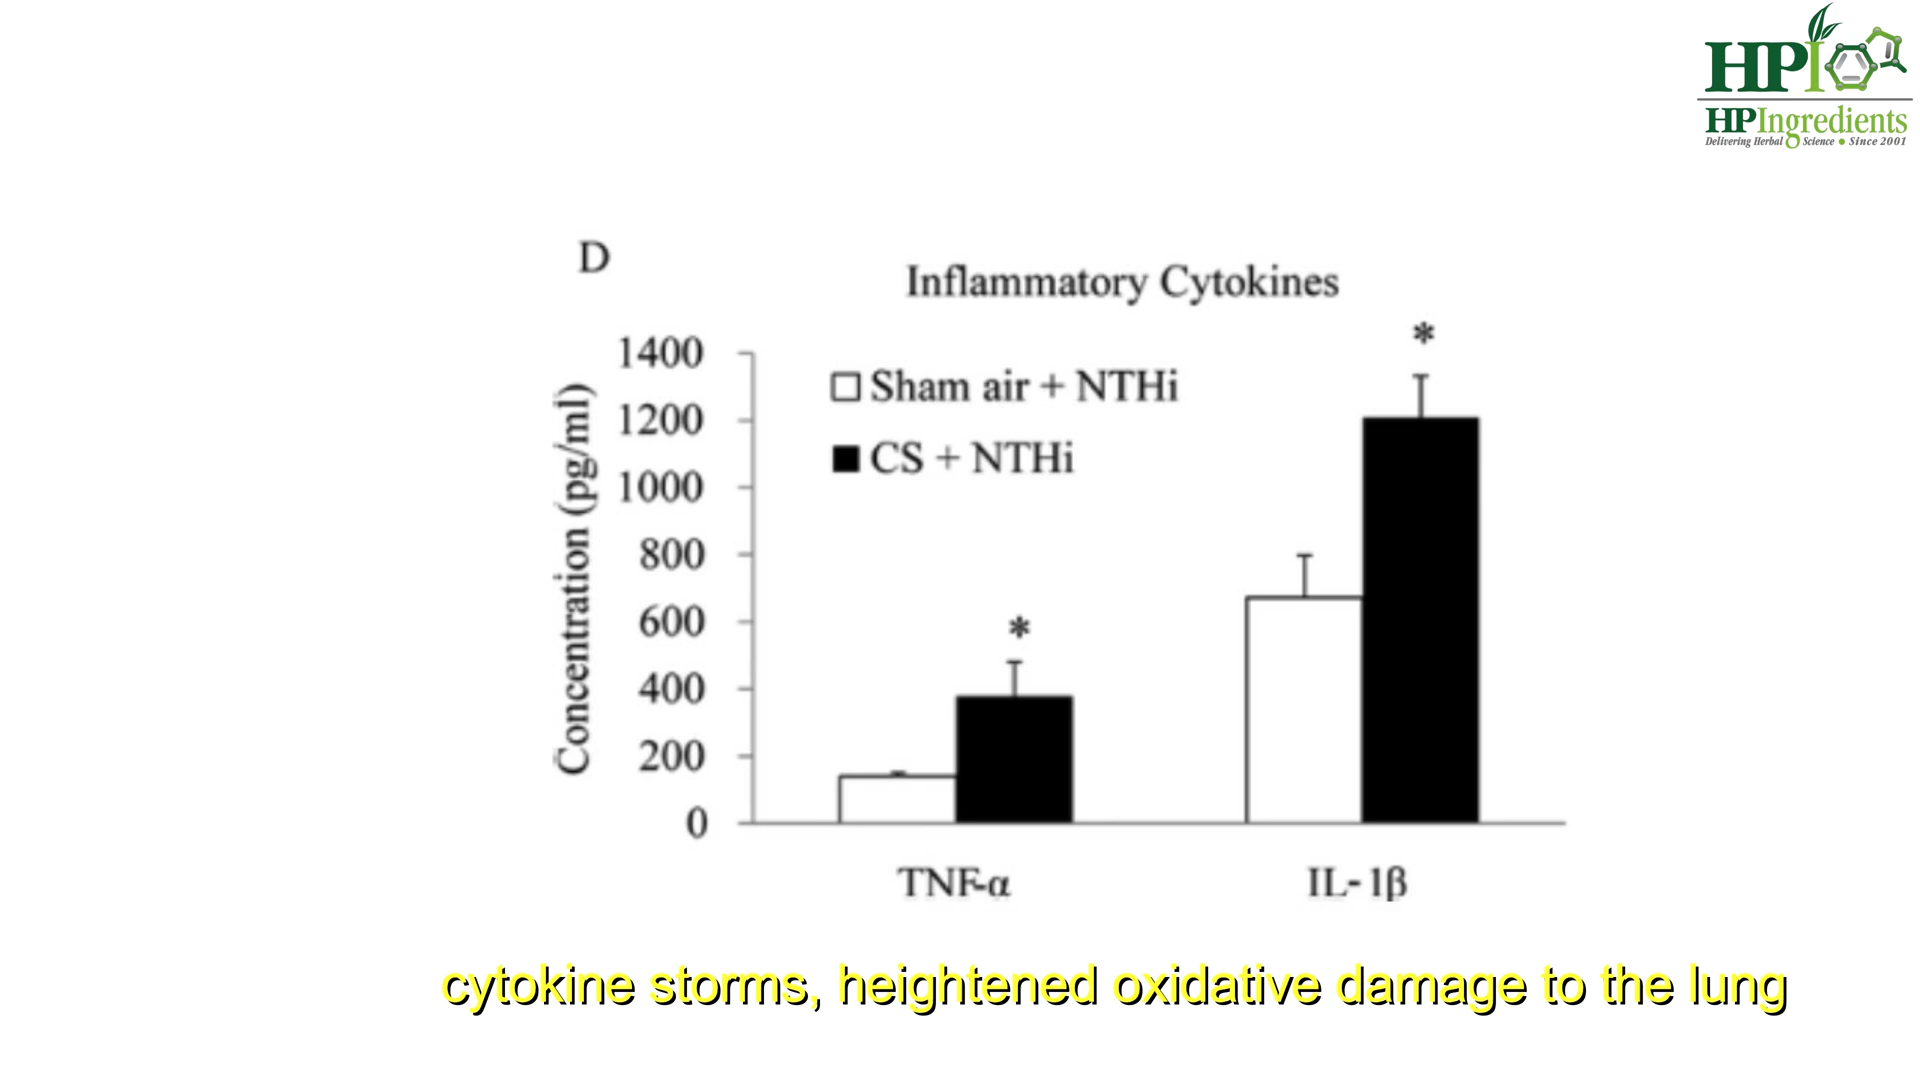 HPI
HPIngredients
Delivering Herbal Science • Since 2001
D
Inflammatory Cytokines
*
1400
Sham air + NTHi
1200
CS + NTHi
1000
800
600
*
400
200
0
Concentration (pg/ml)
TNF-α
IL-1β
cytokine storms, heightened oxidative damage to the lung